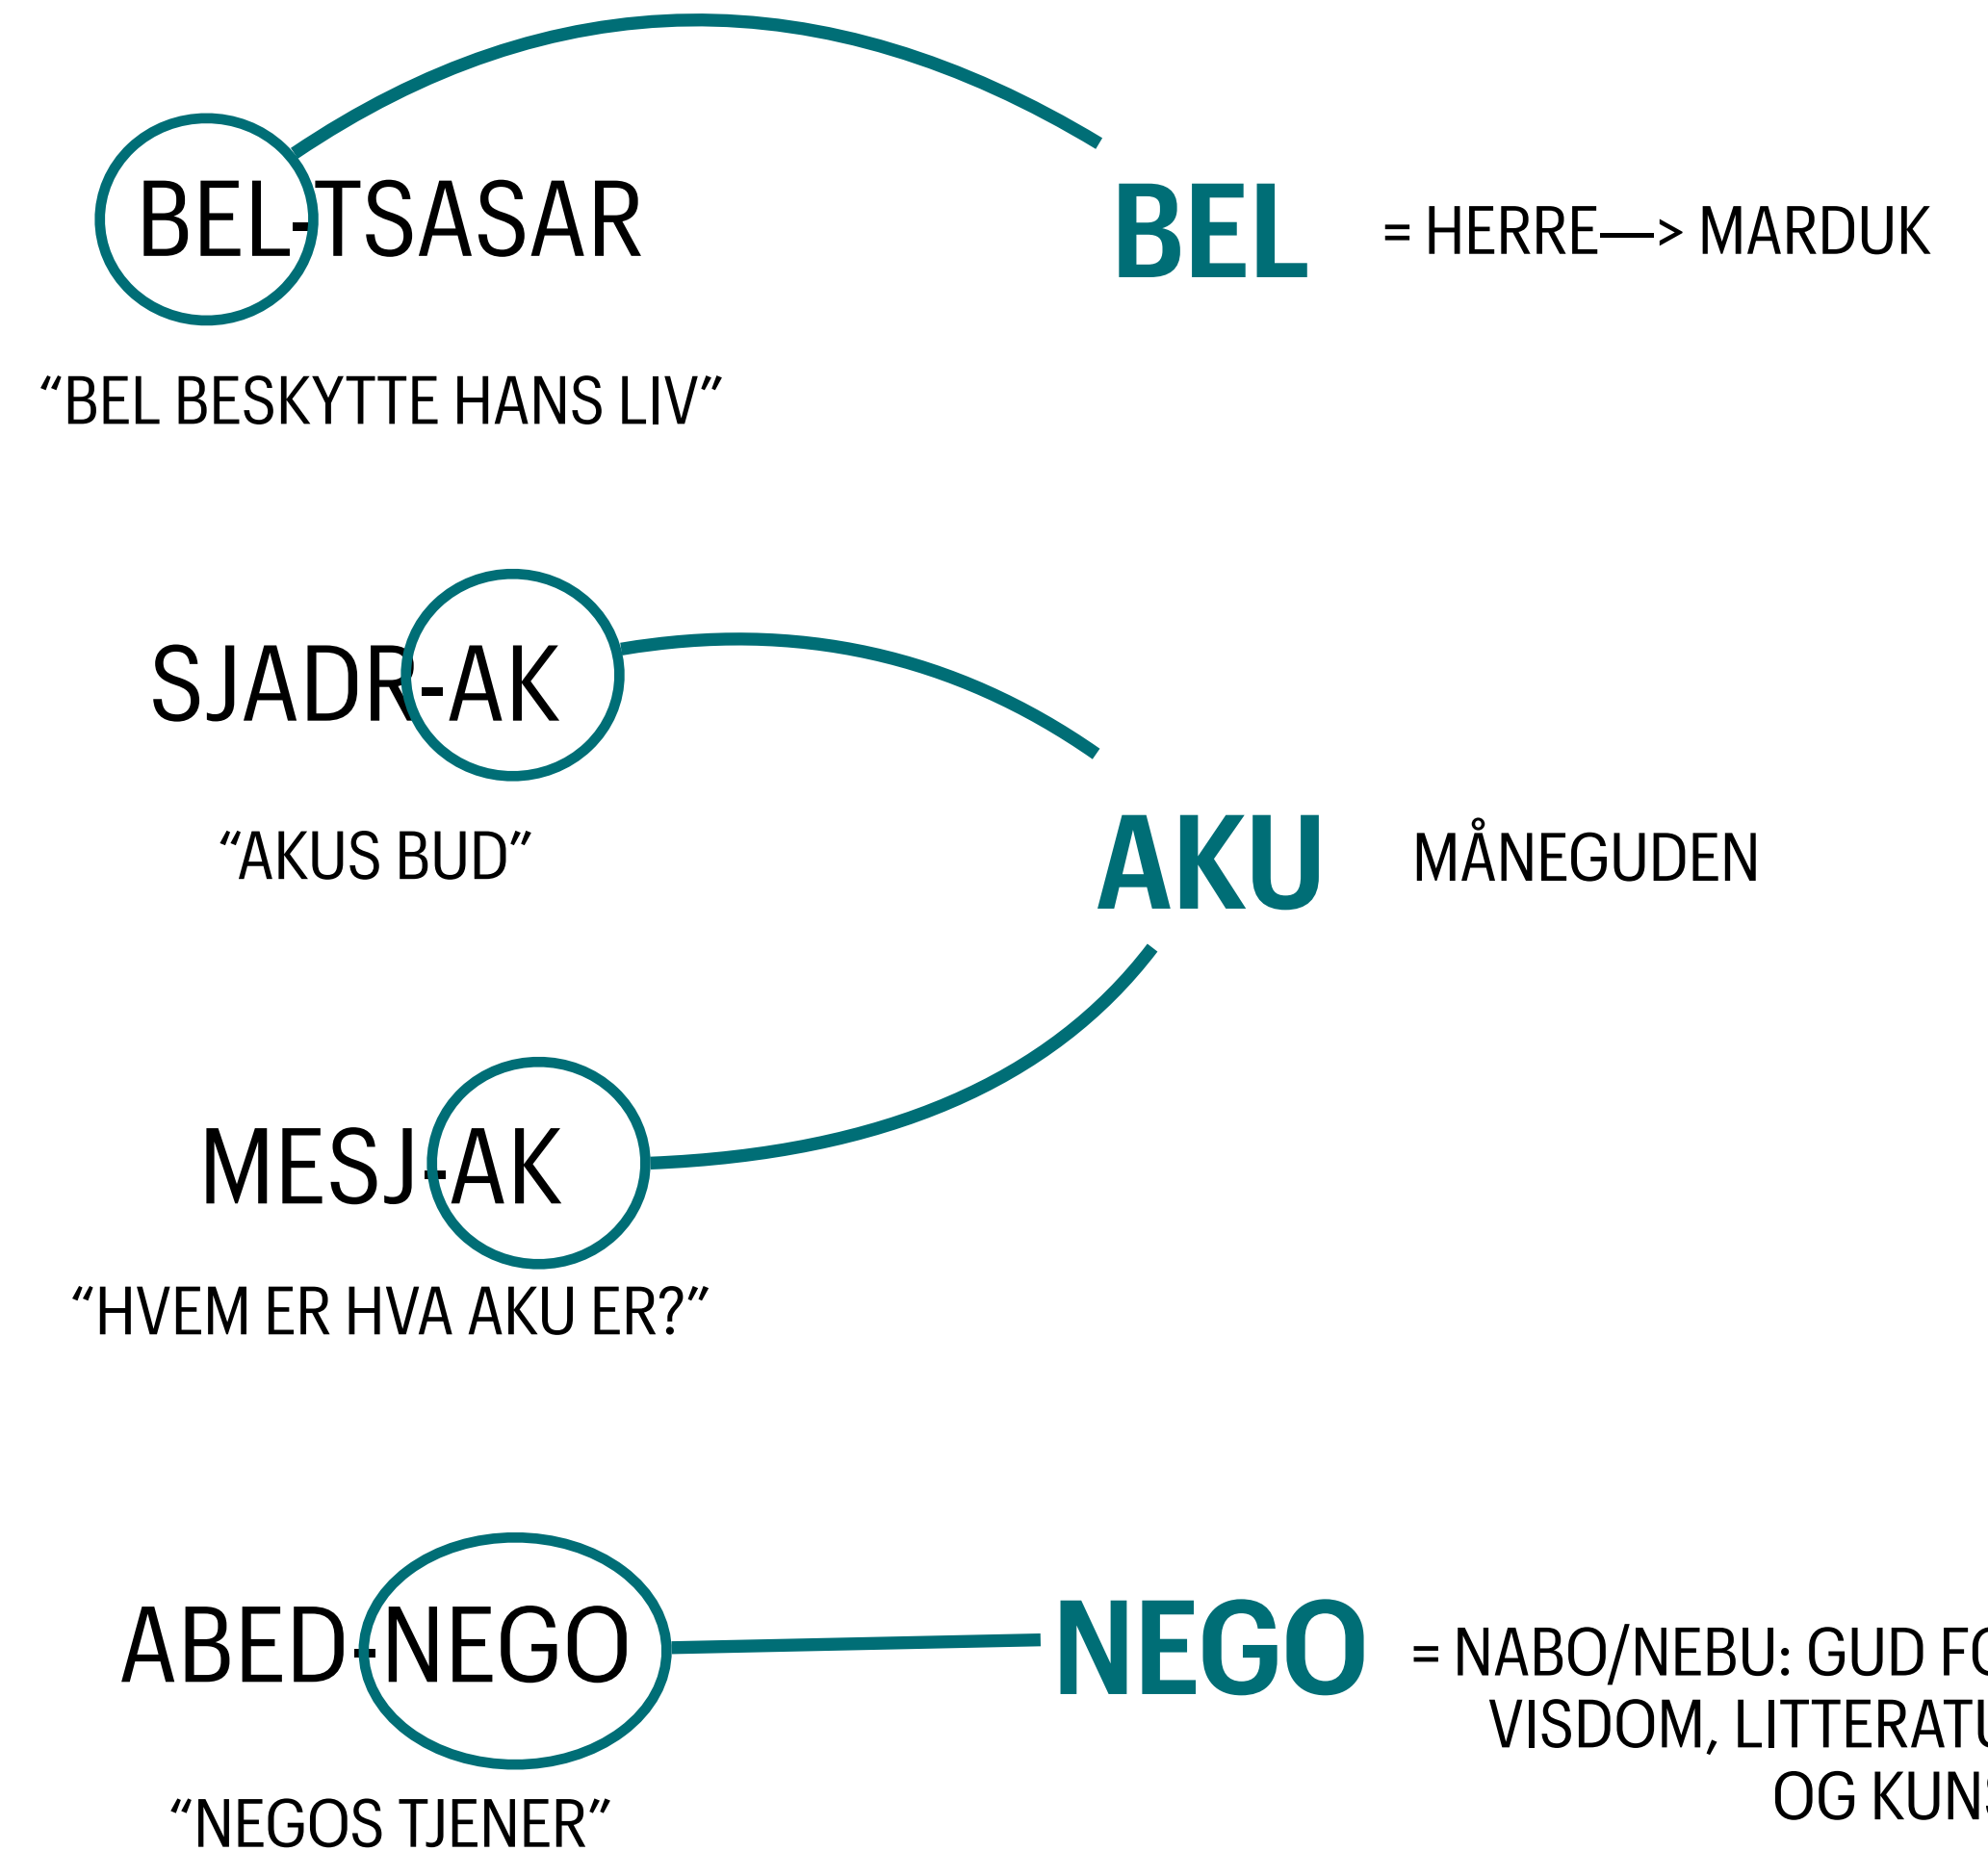 BEL-TSASAR
BEL
= HERRE—> MARDUK
“BEL BESKYTTE HANS LIV”
SJADR-AK
“AKUS BUD”
AKU
MÅNEGUDEN
MESJ-AK
“HVEM ER HVA AKU ER?”
ABED-NEGO
NEGO
= NABO/NEBU: GUD
VISDOM,
OG
“NEGOS TJENER”